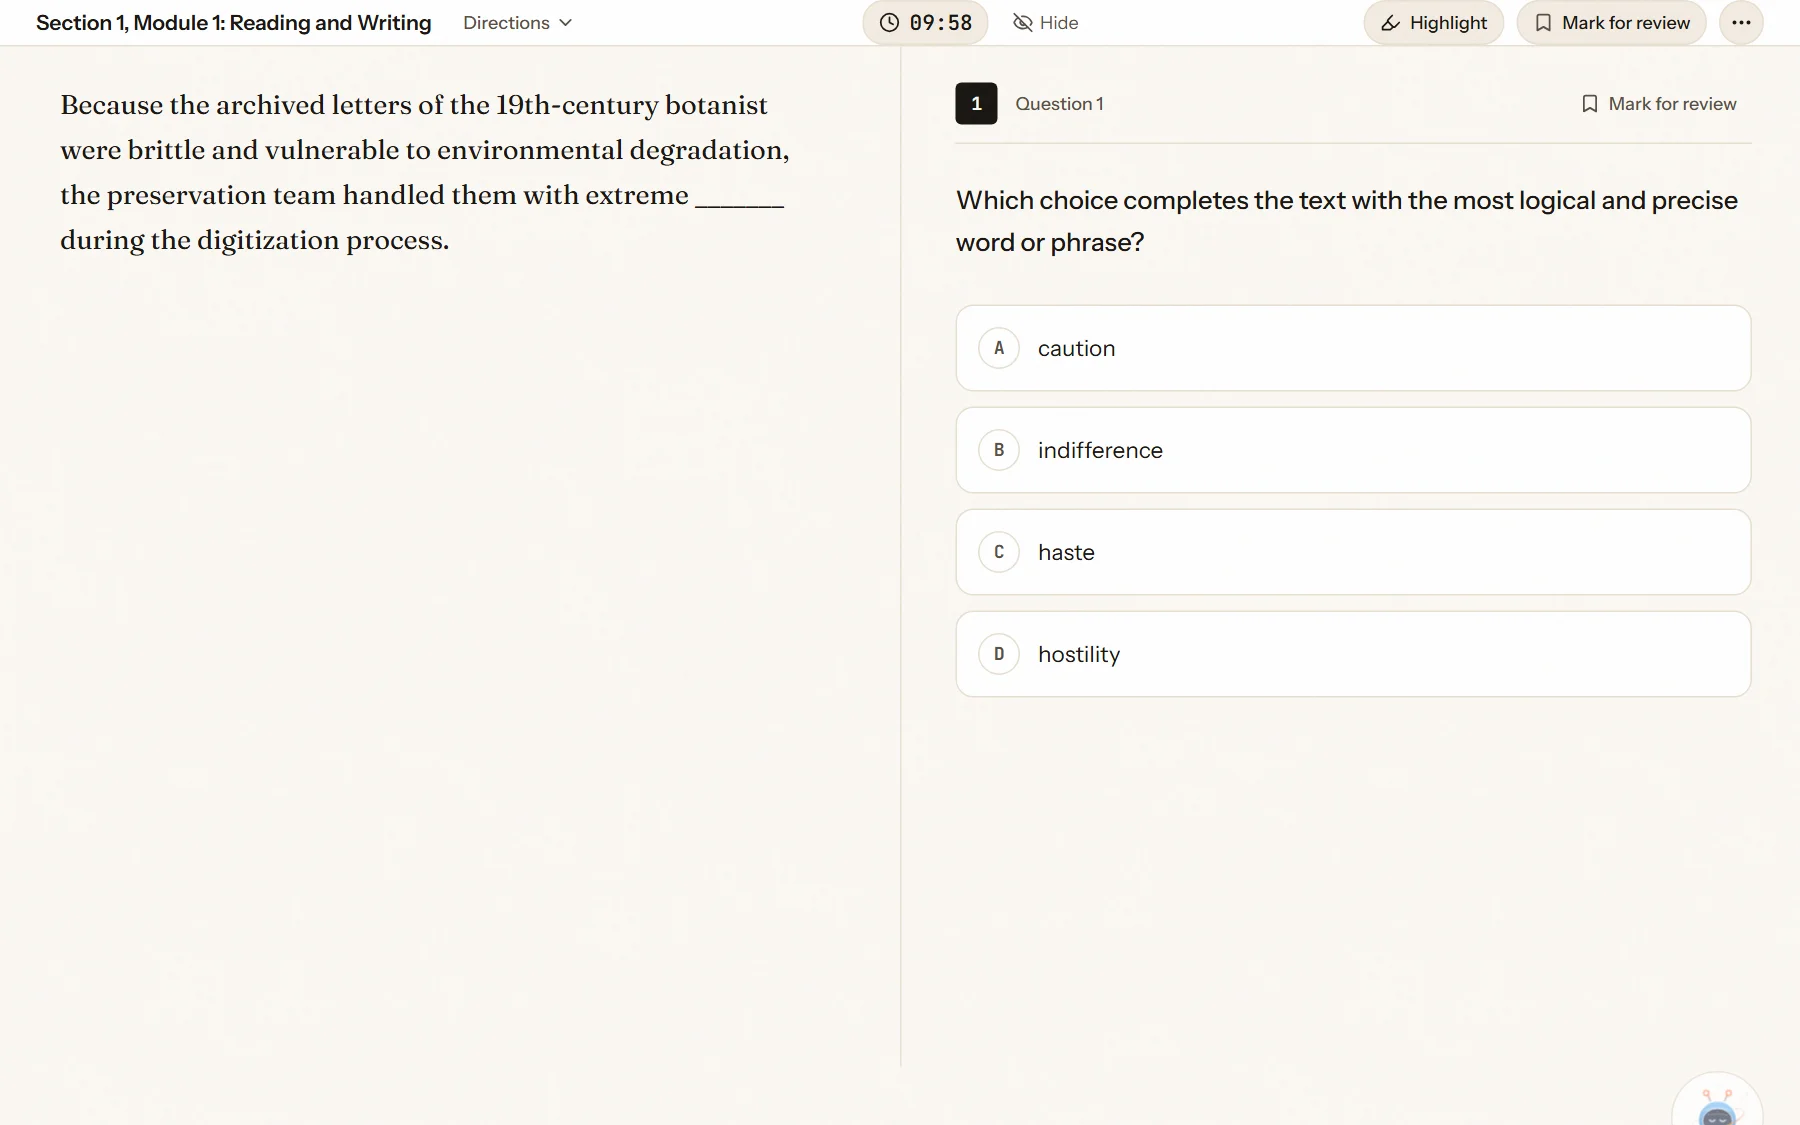 Section 1, Module 1: Reading and Writing
Directions
09:58
Hide
Highlight
Mark for review
Because the archived letters of the 19th-century botanist
were brittle and vulnerable to environmental degradation,
the preservation team handled them with extreme _______
during the digitization process.
1
Question 1
Mark for review
Which choice completes the text with the most logical and precise
word or phrase?
A caution
B indifference
C haste
D hostility